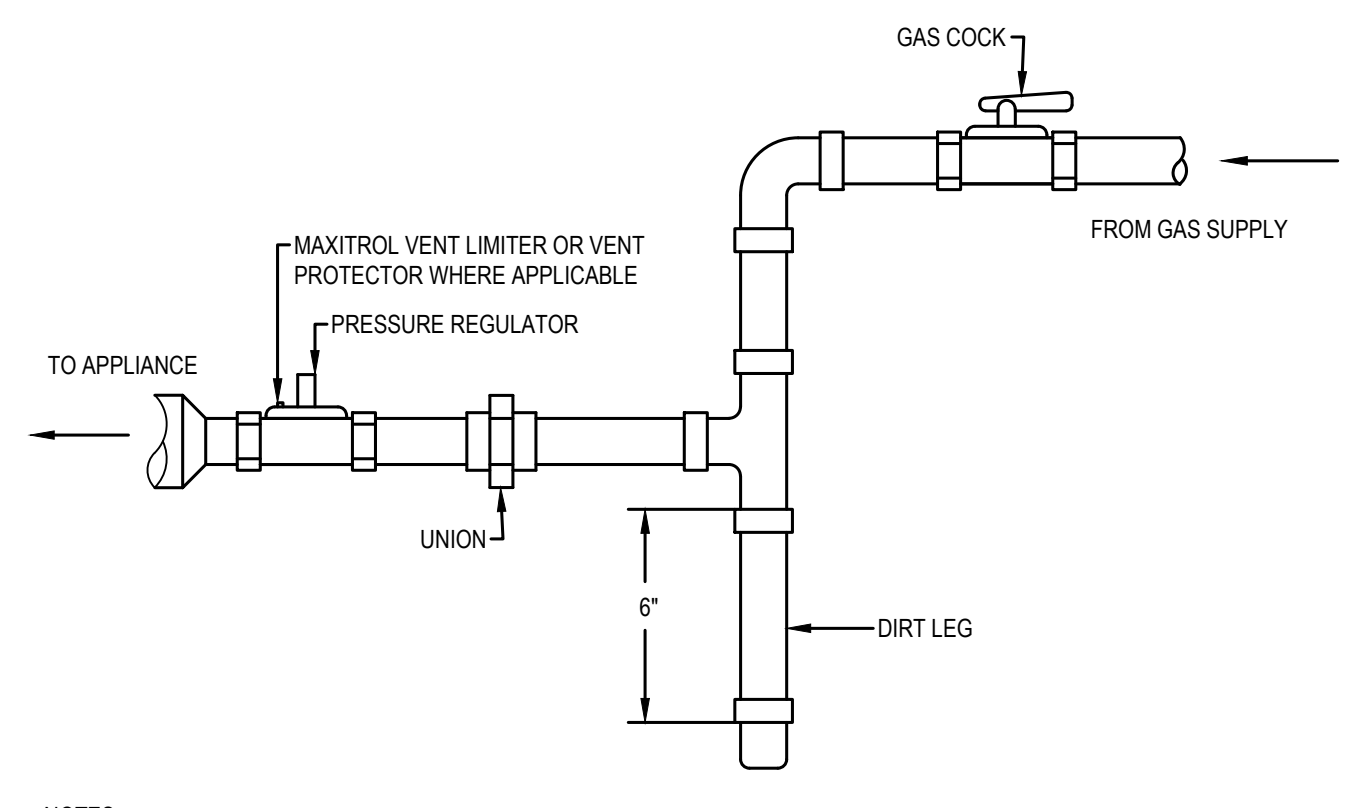 GAS COCK
FROM GAS SUPPLY
MAXITROL VENT LIMITER OR VENT
PROTECTOR WHERE APPLICABLE
PRESSURE REGULATOR
TO APPLIANCE
UNION
6"
DIRT LEG